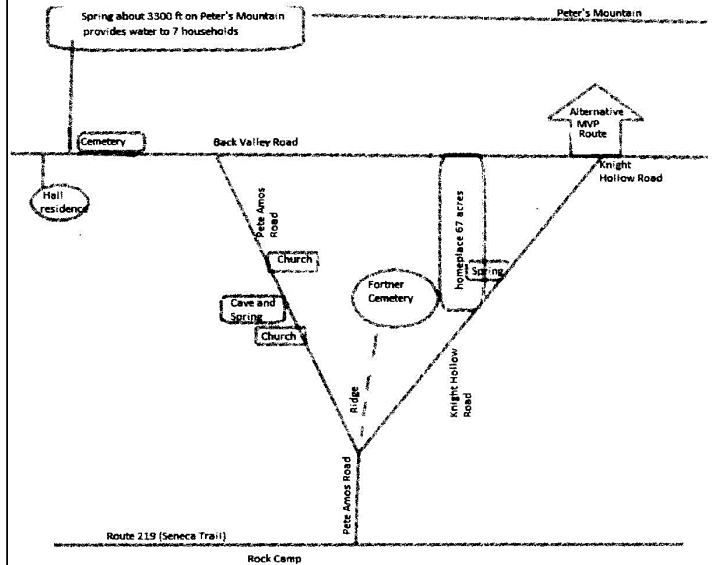 Spring about 3300 ft on Peter's Mountain
provides water to 7 households
Peter's Mountain
Alternative
MVP
Route
Cemetery
Back Valley Road
Knight
Hollow Road
Hall
residence
Pete Amos
Road
homeplace 67 acres
Church
Spring
Fortner
Cemetery
Cave and
Spring
Church
Ridge
Knight Hollow
Road
Pete Amos Road
Route 219 (Seneca Trail)
Rock Camp